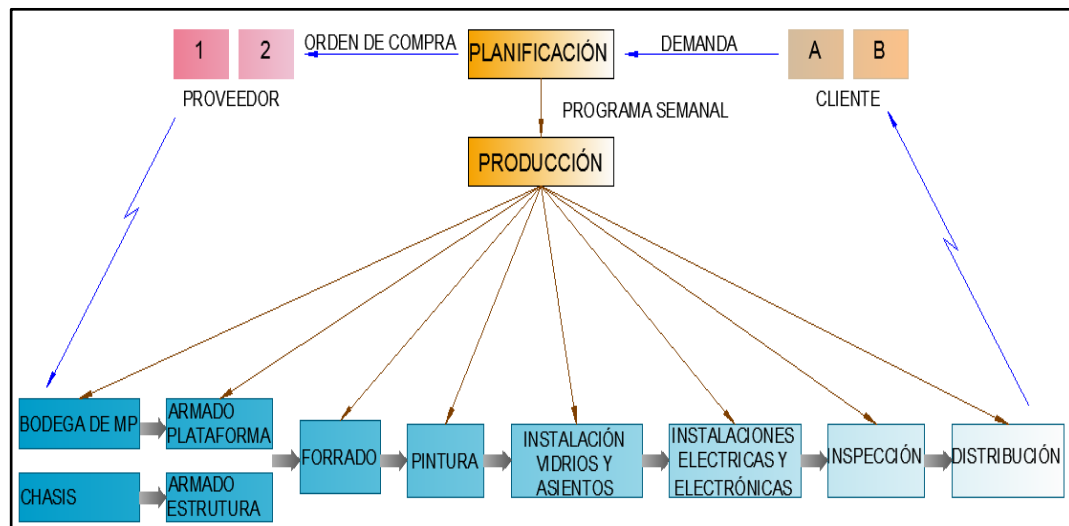 1
2
ORDEN DE COMPRA
PLANIFICACIÓN
DEMANDA
A
B
PROVEEDOR
CLIENTE
PROGRAMA SEMANAL
PRODUCCIÓN
BODEGA DE MP
ARMADO
PLATAFORMA
CHASIS
ARMADO
ESTRUTURA
FORRADO
PINTURA
INSTALACIÓN
VIDRIOS Y
ASIENTOS
INSTALACIONES
ELECTRICAS Y
ELECTRÓNICAS
INSPECCIÓN
DISTRIBUCIÓN